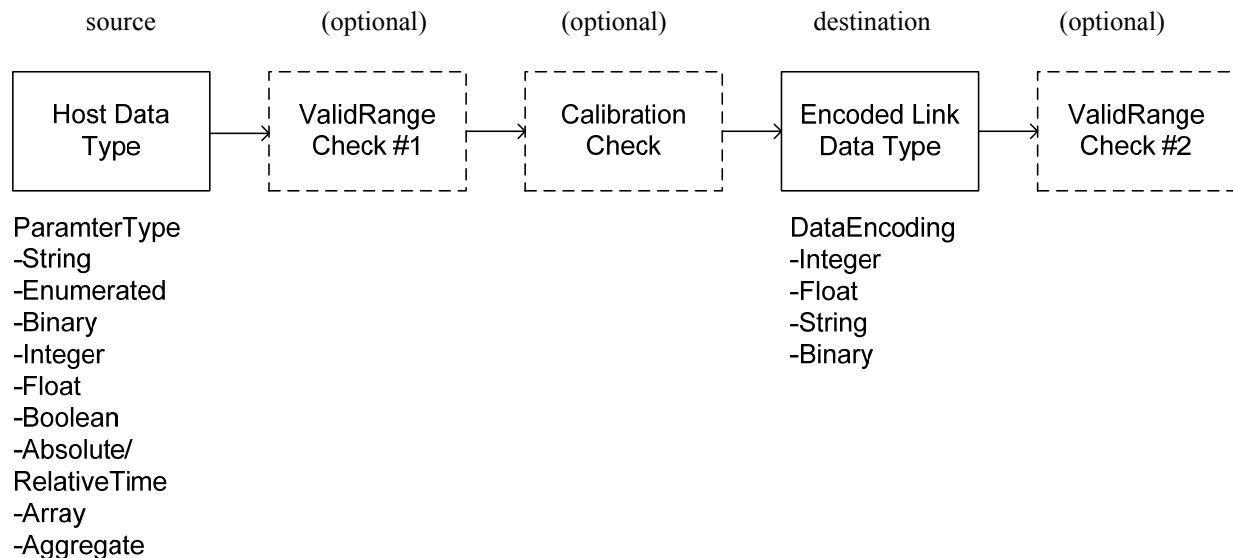 source (optional) (optional) destination (optional)
Host Data
Type
ValidRange
Check #1
Calibration
Check
Encoded Link
Data Type
ValidRange
Check #2
ParamterType
-String
-Enumerated
-Binary
-Integer
-Float
-Boolean
-Absolute/
RelativeTime
-Array
-Aggregate
DataEncoding
-Integer
-Float
-String
-Binary